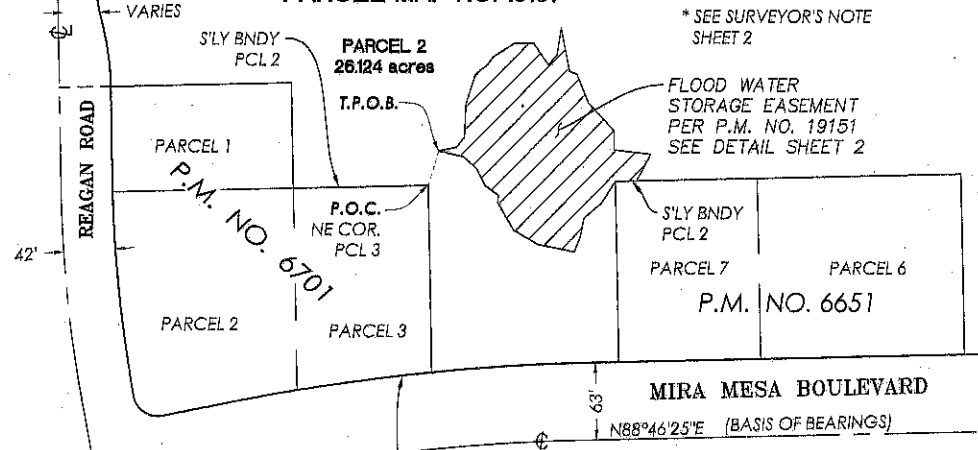 VARIES
℄
S'LY BNDY
PCL 2
PARCEL 2
26.124 acres
T.P.O.B.
* SEE SURVEYOR'S NOTE
SHEET 2
FLOOD WATER
STORAGE EASEMENT
PER P.M. NO. 19151
SEE DETAIL SHEET 2
REAGAN ROAD
PARCEL 1
P.M. NO. 6701
P.O.C.
NE COR.
PCL 3
S'LY BNDY
PCL 2
42'
PARCEL 7
PARCEL 6
P.M. NO. 6651
PARCEL 2
PARCEL 3
63'
MIRA MESA BOULEVARD
℄
N88°46'25"E (BASIS OF BEARINGS)